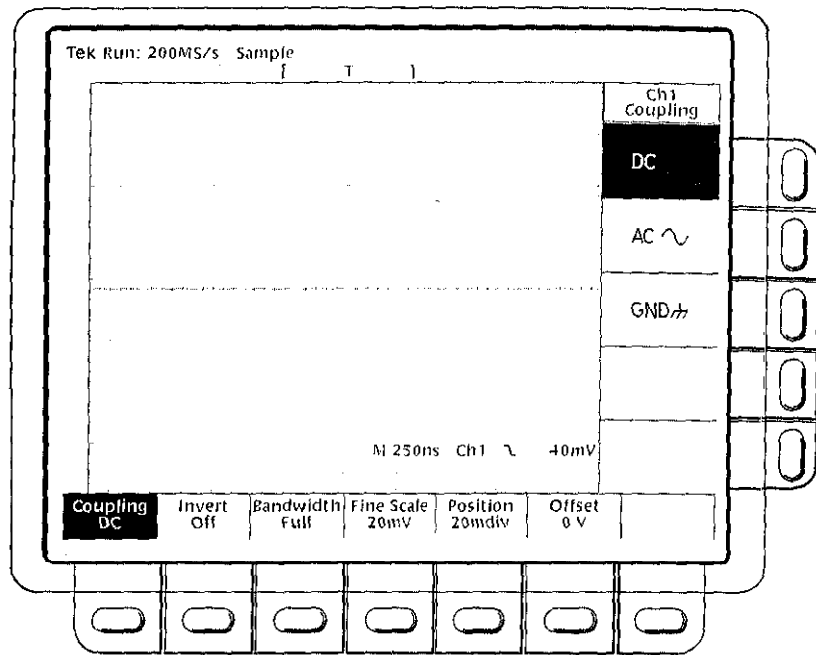 Tek Run: 200MS/s Sample
[ T ]
Ch1
Coupling
DC
AC
GND
M 250ns Ch1 40mV
Coupling
DC
Invert
Off
Bandwidth
Full
Fine Scale
20mV
Position
20mdiv
Offset
0 V